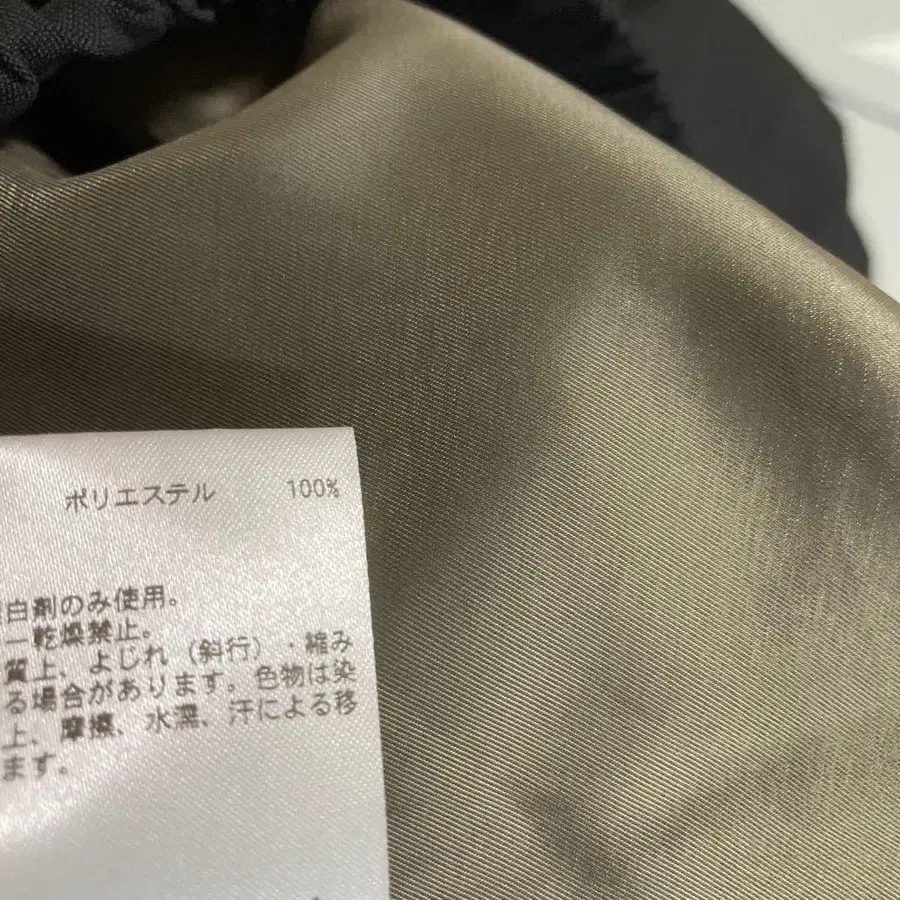 ポリエステル 100%
白剤のみ使用。
ー乾燥禁止。
質上、よじれ（斜行）・縮み
る場合があります。色物は染
上、摩擦、水濡、汗による移
ます。